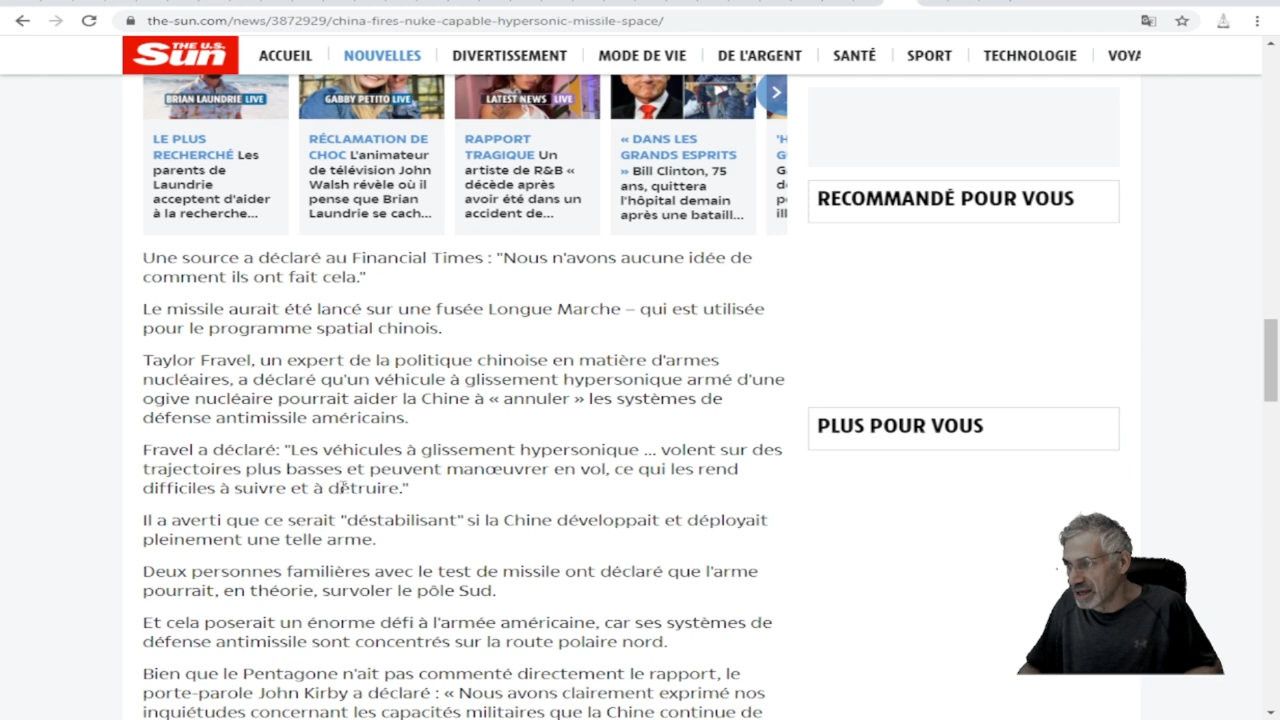 the-sun.com/news/3872929/china-fires-nuke-capable-hypersonic-missile-space/
THE U.S. Sun
ACCUEIL NOUVELLES DIVERTISSEMENT MODE DE VIE DE L'ARGENT SANTÉ SPORT TECHNOLOGIE VOYA
BRIAN LAUNDRIE LIVE
GABBY PETITO LIVE
LATEST NEWS LIVE
LE PLUS
RECHERCHÉ Les
parents de
Laundrie
acceptent d'aider
à la recherche...
RÉCLAMATION DE
CHOC L'animateur
de télévision John
Walsh révèle où il
pense que Brian
Laundrie se cach...
RAPPORT
TRAGIQUE Un
artiste de R&B «
décède après
avoir été dans un
accident de...
« DANS LES
GRANDS ESPRITS
» Bill Clinton, 75
ans, quittera
l'hôpital demain
après une bataill...
RECOMMANDÉ POUR VOUS
Une source a déclaré au Financial Times : "Nous n'avons aucune idée de
comment ils ont fait cela."
Le missile aurait été lancé sur une fusée Longue Marche – qui est utilisée
pour le programme spatial chinois.
Taylor Fravel, un expert de la politique chinoise en matière d'armes
nucléaires, a déclaré qu'un véhicule à glissement hypersonique armé d'une
ogive nucléaire pourrait aider la Chine à « annuler » les systèmes de
défense antimissile américains.
PLUS POUR VOUS
Fravel a déclaré: "Les véhicules à glissement hypersonique ... volent sur des
trajectoires plus basses et peuvent manœuvrer en vol, ce qui les rend
difficiles à suivre et à détruire."
Il a averti que ce serait "déstabilisant" si la Chine développait et déployait
pleinement une telle arme.
Deux personnes familières avec le test de missile ont déclaré que l'arme
pourrait, en théorie, survoler le pôle Sud.
Et cela poserait un énorme défi à l'armée américaine, car ses systèmes de
défense antimissile sont concentrés sur la route polaire nord.
Bien que le Pentagone n'ait pas commenté directement le rapport, le
porte-parole John Kirby a déclaré : « Nous avons clairement exprimé nos
inquiétudes concernant les capacités militaires que la Chine continue de